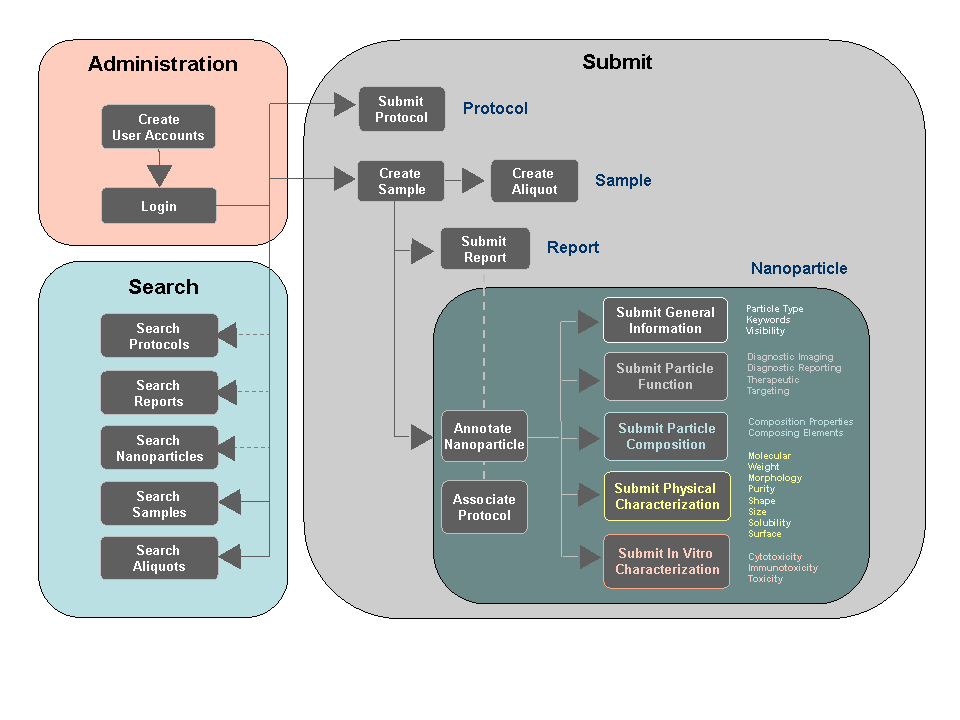 Administration
Create
User Accounts
Login
Search
Search
Protocols
Search
Reports
Search
Nanoparticles
Search
Samples
Search
Aliquots
Submit
Submit
Protocol
Protocol
Create
Sample
Create
Aliquot
Sample
Submit
Report
Report
Nanoparticle
Annotate
Nanoparticle
Associate
Protocol
Submit General
Information
Particle Type
Keywords
Visibility
Submit Particle
Function
Diagnostic Imaging
Diagnostic Reporting
Therapeutic
Targeting
Submit Particle
Composition
Composition Properties
Composing Elements
Submit Physical
Characterization
Molecular
Weight
Morphology
Purity
Shape
Size
Solubility
Surface
Submit In Vitro
Characterization
Cytotoxicity
Immunotoxicity
Toxicity